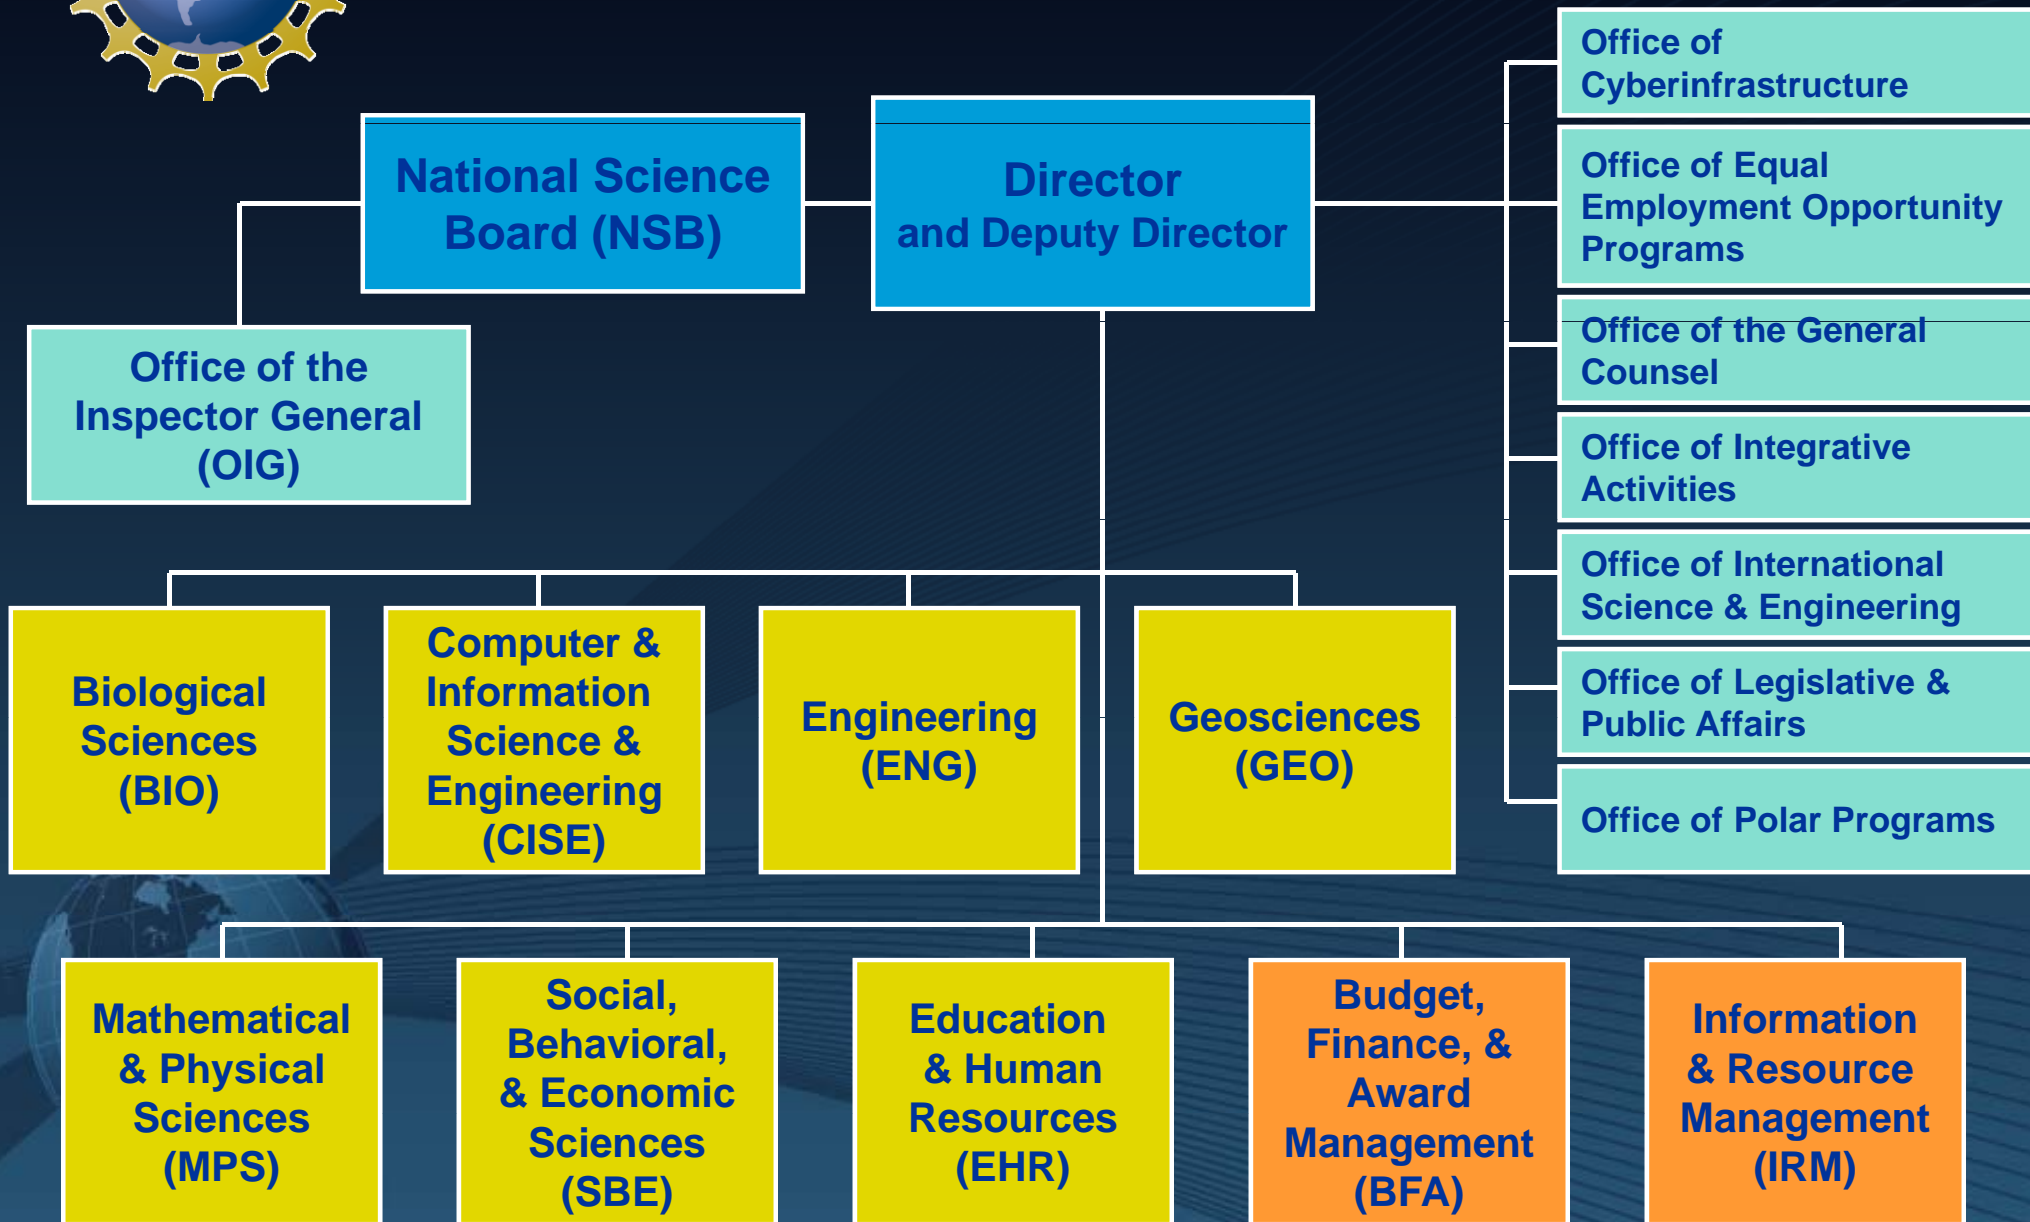 National Science
Board (NSB)
Director
and Deputy Director
Office of the
Inspector General
(OIG)
Office of
Cyberinfrastructure
Office of Equal
Employment Opportunity
Programs
Office of the General
Counsel
Office of Integrative
Activities
Office of International
Science & Engineering
Office of Legislative &
Public Affairs
Office of Polar Programs
Biological
Sciences
(BIO)
Computer &
Information
Science &
Engineering
(CISE)
Engineering
(ENG)
Geosciences
(GEO)
Mathematical
& Physical
Sciences
(MPS)
Social,
Behavioral,
& Economic
Sciences
(SBE)
Education
& Human
Resources
(EHR)
Budget,
Finance, &
Award
Management
(BFA)
Information
& Resource
Management
(IRM)